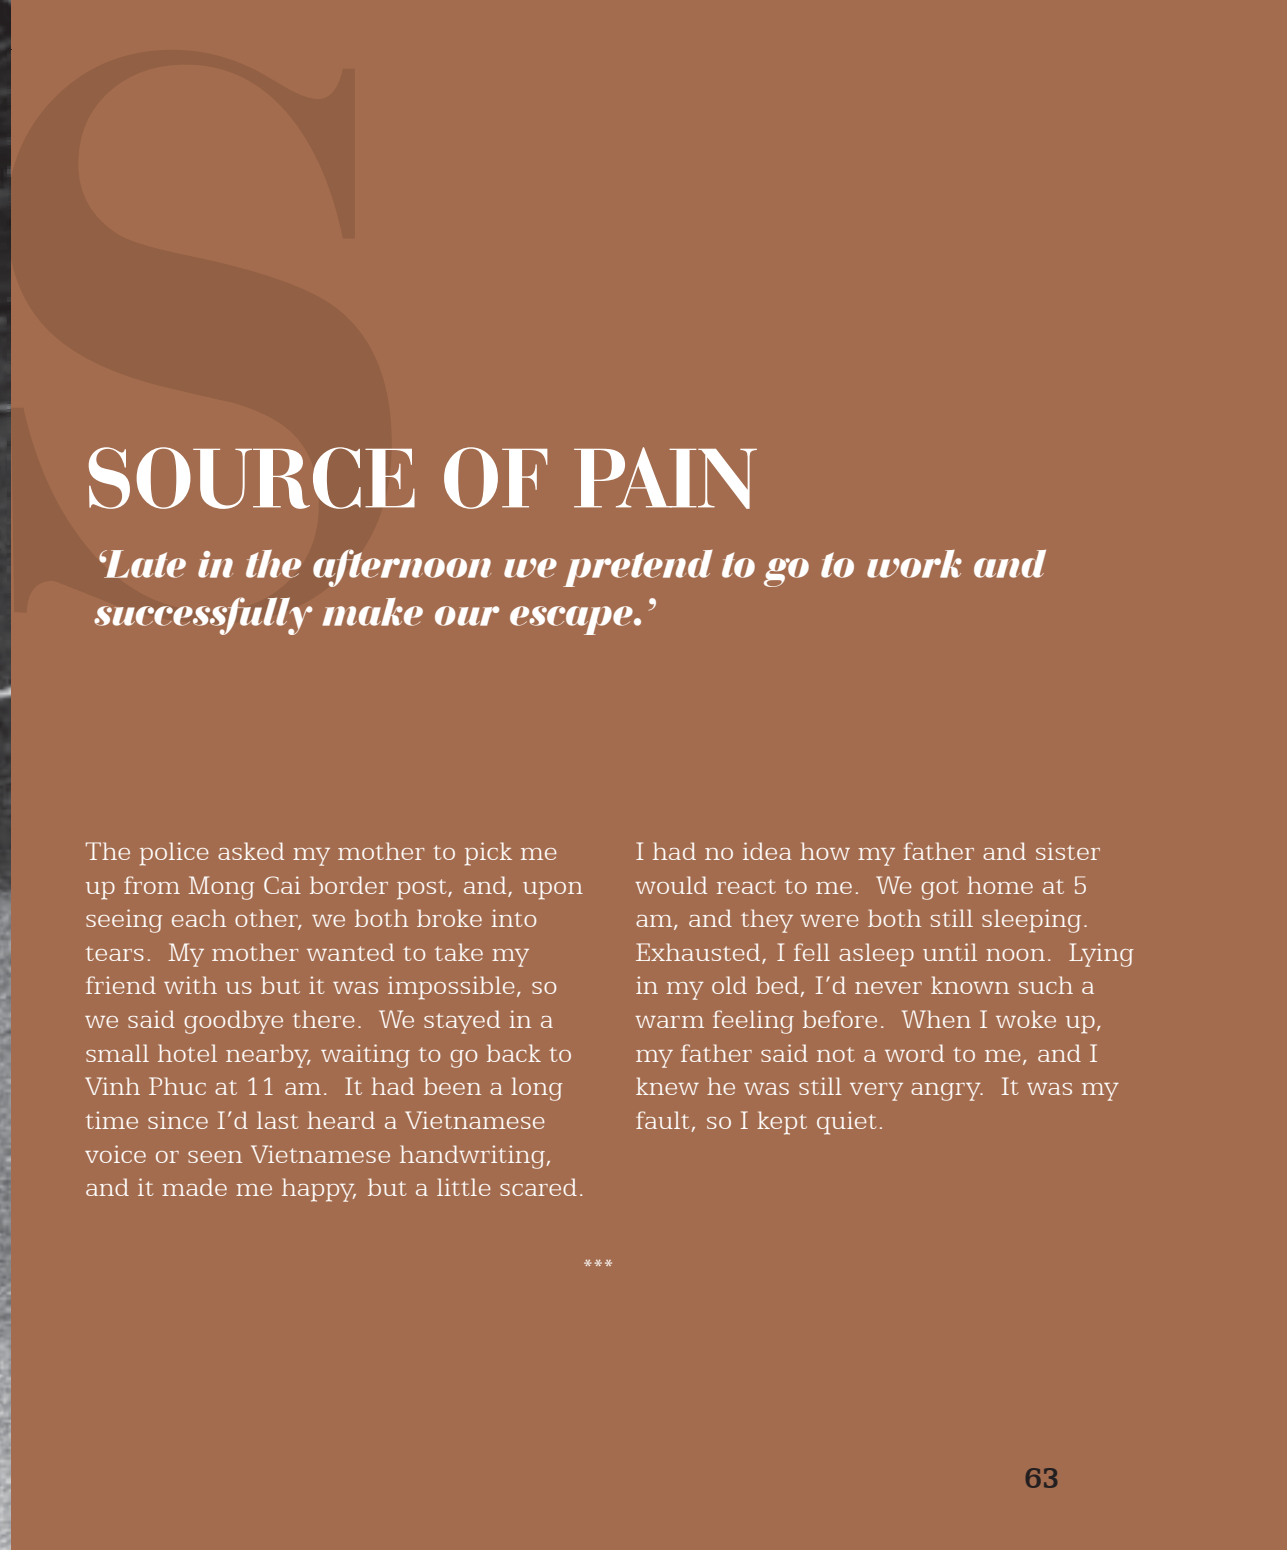 S
SOURCE OF PAIN
‘Late in the afternoon we pretend to go to work and
successfully make our escape.’
The police asked my mother to pick me
up from Mong Cai border post, and, upon
seeing each other, we both broke into
tears.  My mother wanted to take my
friend with us but it was impossible, so
we said goodbye there.  We stayed in a
small hotel nearby, waiting to go back to
Vinh Phuc at 11 am.  It had been a long
time since I’d last heard a Vietnamese
voice or seen Vietnamese handwriting,
and it made me happy, but a little scared.
I had no idea how my father and sister
would react to me.  We got home at 5
am, and they were both still sleeping.
Exhausted, I fell asleep until noon.  Lying
in my old bed, I’d never known such a
warm feeling before.  When I woke up,
my father said not a word to me, and I
knew he was still very angry.  It was my
fault, so I kept quiet.
***
63